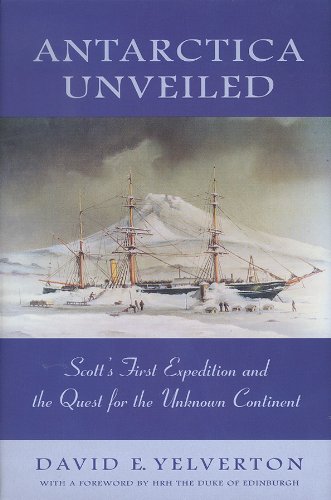 ANTARCTICA
UNVEILED
Scott's First Expedition and
the Quest for the Unknown Continent
DAVID E. YELVERTON
WITH A FOREWORD BY HRH THE DUKE OF EDINBURGH